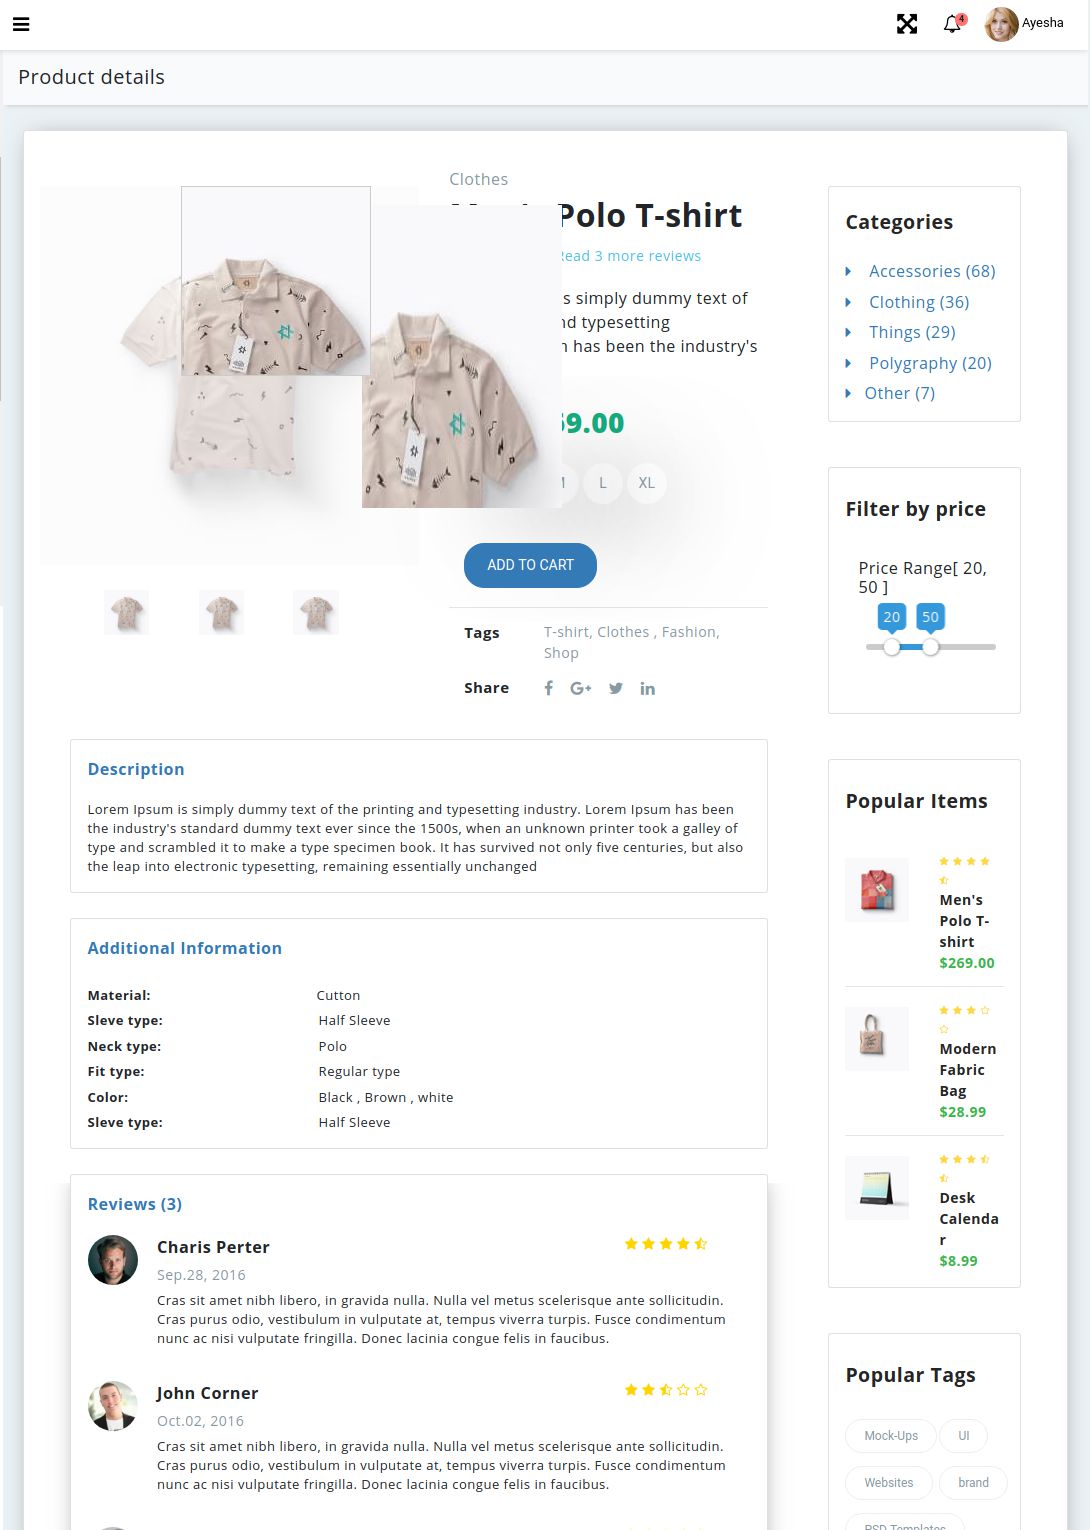 4 Ayesha
Product details
Clothes
Polo T-shirt
Read 3 more reviews
s simply dummy text of
nd typesetting
has been the industry's
9.00
L XL
ADD TO CART
Tags T-shirt, Clothes , Fashion,
Shop
Share
Categories
Accessories (68)
Clothing (36)
Things (29)
Polygraphy (20)
Other (7)
Filter by price
Price Range[ 20,
50 ]
20 50
Description
Lorem Ipsum is simply dummy text of the printing and typesetting industry. Lorem Ipsum has been
the industry's standard dummy text ever since the 1500s, when an unknown printer took a galley of
type and scrambled it to make a type specimen book. It has survived not only five centuries, but also
the leap into electronic typesetting, remaining essentially unchanged
Additional Information
Material: Cutton
Sleve type: Half Sleeve
Neck type: Polo
Fit type: Regular type
Color: Black , Brown , white
Sleve type: Half Sleeve
Reviews (3)
Charis Perter
Sep.28, 2016
Cras sit amet nibh libero, in gravida nulla. Nulla vel metus scelerisque ante sollicitudin.
Cras purus odio, vestibulum in vulputate at, tempus viverra turpis. Fusce condimentum
nunc ac nisi vulputate fringilla. Donec lacinia congue felis in faucibus.
John Corner
Oct.02, 2016
Cras sit amet nibh libero, in gravida nulla. Nulla vel metus scelerisque ante sollicitudin.
Cras purus odio, vestibulum in vulputate at, tempus viverra turpis. Fusce condimentum
nunc ac nisi vulputate fringilla. Donec lacinia congue felis in faucibus.
Popular Items
Men's
Polo T-
shirt
$269.00
Modern
Fabric
Bag
$28.99
Desk
Calenda
r
$8.99
Popular Tags
Mock-Ups UI
Websites brand
PSD Templates